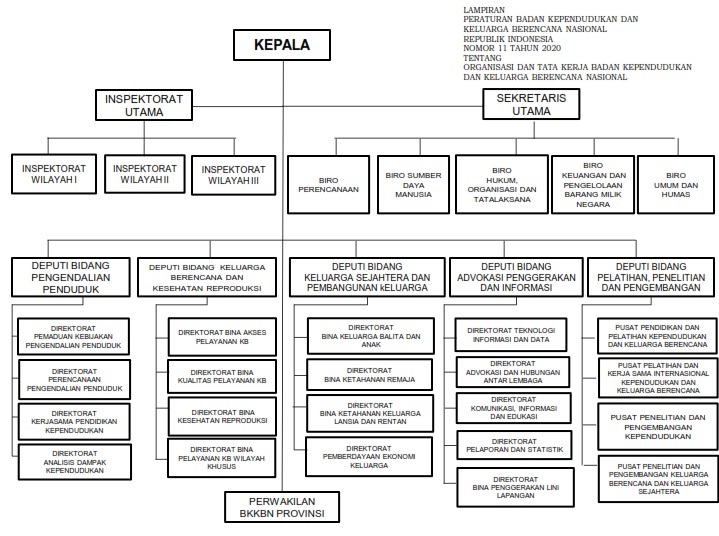 LAMPIRAN
PERATURAN BADAN KEPENDUDUKAN DAN
KELUARGA BERENCANA NASIONAL
REPUBLIK INDONESIA
NOMOR 11 TAHUN 2020
TENTANG
ORGANISASI DAN TATA KERJA BADAN KEPENDUDUKAN
DAN KELUARGA BERENCANA NASIONAL
KEPALA
INSPEKTORAT
UTAMA
SEKRETARIS
UTAMA
INSPEKTORAT
WILAYAH I
INSPEKTORAT
WILAYAH II
INSPEKTORAT
WILAYAH III
BIRO
PERENCANAAN
BIRO SUMBER
DAYA
MANUSIA
BIRO
HUKUM,
ORGANISASI DAN
TATALAKSANA
BIRO
KEUANGAN DAN
PENGELOLAAN
BARANG MILIK
NEGARA
BIRO
UMUM DAN
HUMAS
DEPUTI BIDANG
PENGENDALIAN
PENDUDUK
DEPUTI BIDANG KELUARGA
BERENCANA DAN
KESEHATAN REPRODUKSI
DEPUTI BIDANG
KELUARGA SEJAHTERA DAN
PEMBANGUNAN kELUARGA
DEPUTI BIDANG
ADVOKASI PENGGERAKAN
DAN INFORMASI
DEPUTI BIDANG
PELATIHAN, PENELITIAN
DAN PENGEMBANGAN
DIREKTORAT
PEMADUAN KEBIJAKAN
PENGENDALIAN PENDUDUK
DIREKTORAT
PERENCANAAN
PENGENDALIAN PENDUDUK
DIREKTORAT
KERJASAMA PENDIDIKAN
KEPENDUDUKAN
DIREKTORAT
ANALISIS DAMPAK
KEPENDUDUKAN
DIREKTORAT BINA AKSES
PELAYANAN KB
DIREKTORAT BINA
KUALITAS PELAYANAN KB
DIREKTORAT BINA
KESEHATAN REPRODUKSI
DIREKTORAT BINA
PELAYANAN KB WILAYAH
KHUSUS
DIREKTORAT
BINA KELUARGA BALITA DAN
ANAK
DIREKTORAT
BINA KETAHANAN REMAJA
DIREKTORAT
BINA KETAHANAN KELUARGA
LANSIA DAN RENTAN
DIREKTORAT
PEMBERDAYAAN EKONOMI
KELUARGA
DIREKTORAT TEKNOLOGI
INFORMASI DAN DATA
DIREKTORAT
ADVOKASI DAN HUBUNGAN
ANTAR LEMBAGA
DIREKTORAT
KOMUNIKASI, INFORMASI
DAN EDUKASI
DIREKTORAT
PELAPORAN DAN STATISTIK
DIREKTORAT
BINA PENGGERAKAN LINI
LAPANGAN
PUSAT PENDIDIKAN DAN
PELATIHAN KEPENDUDUKAN
DAN KELUARGA BERENCANA
PUSAT PELATIHAN DAN
KERJA SAMA INTERNASIONAL
KEPENDUDUKAN DAN
KELUARGA BERENCANA
PUSAT PENELITIAN DAN
PENGEMBANGAN
KEPENDUDUKAN
PUSAT PENELITIAN DAN
PENGEMBANGAN KELUARGA
BERENCANA DAN KELUARGA
SEJAHTERA
PERWAKILAN
BKKBN PROVINSI